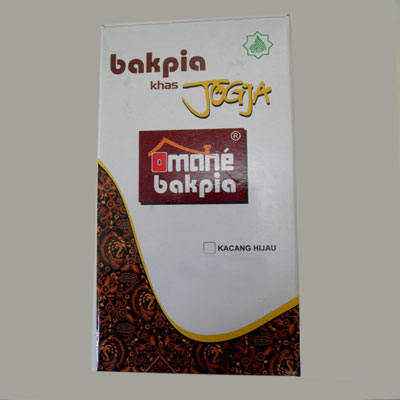 bakpia
khas JOGJA
®
omahé
bakpia
KACANG HIJAU